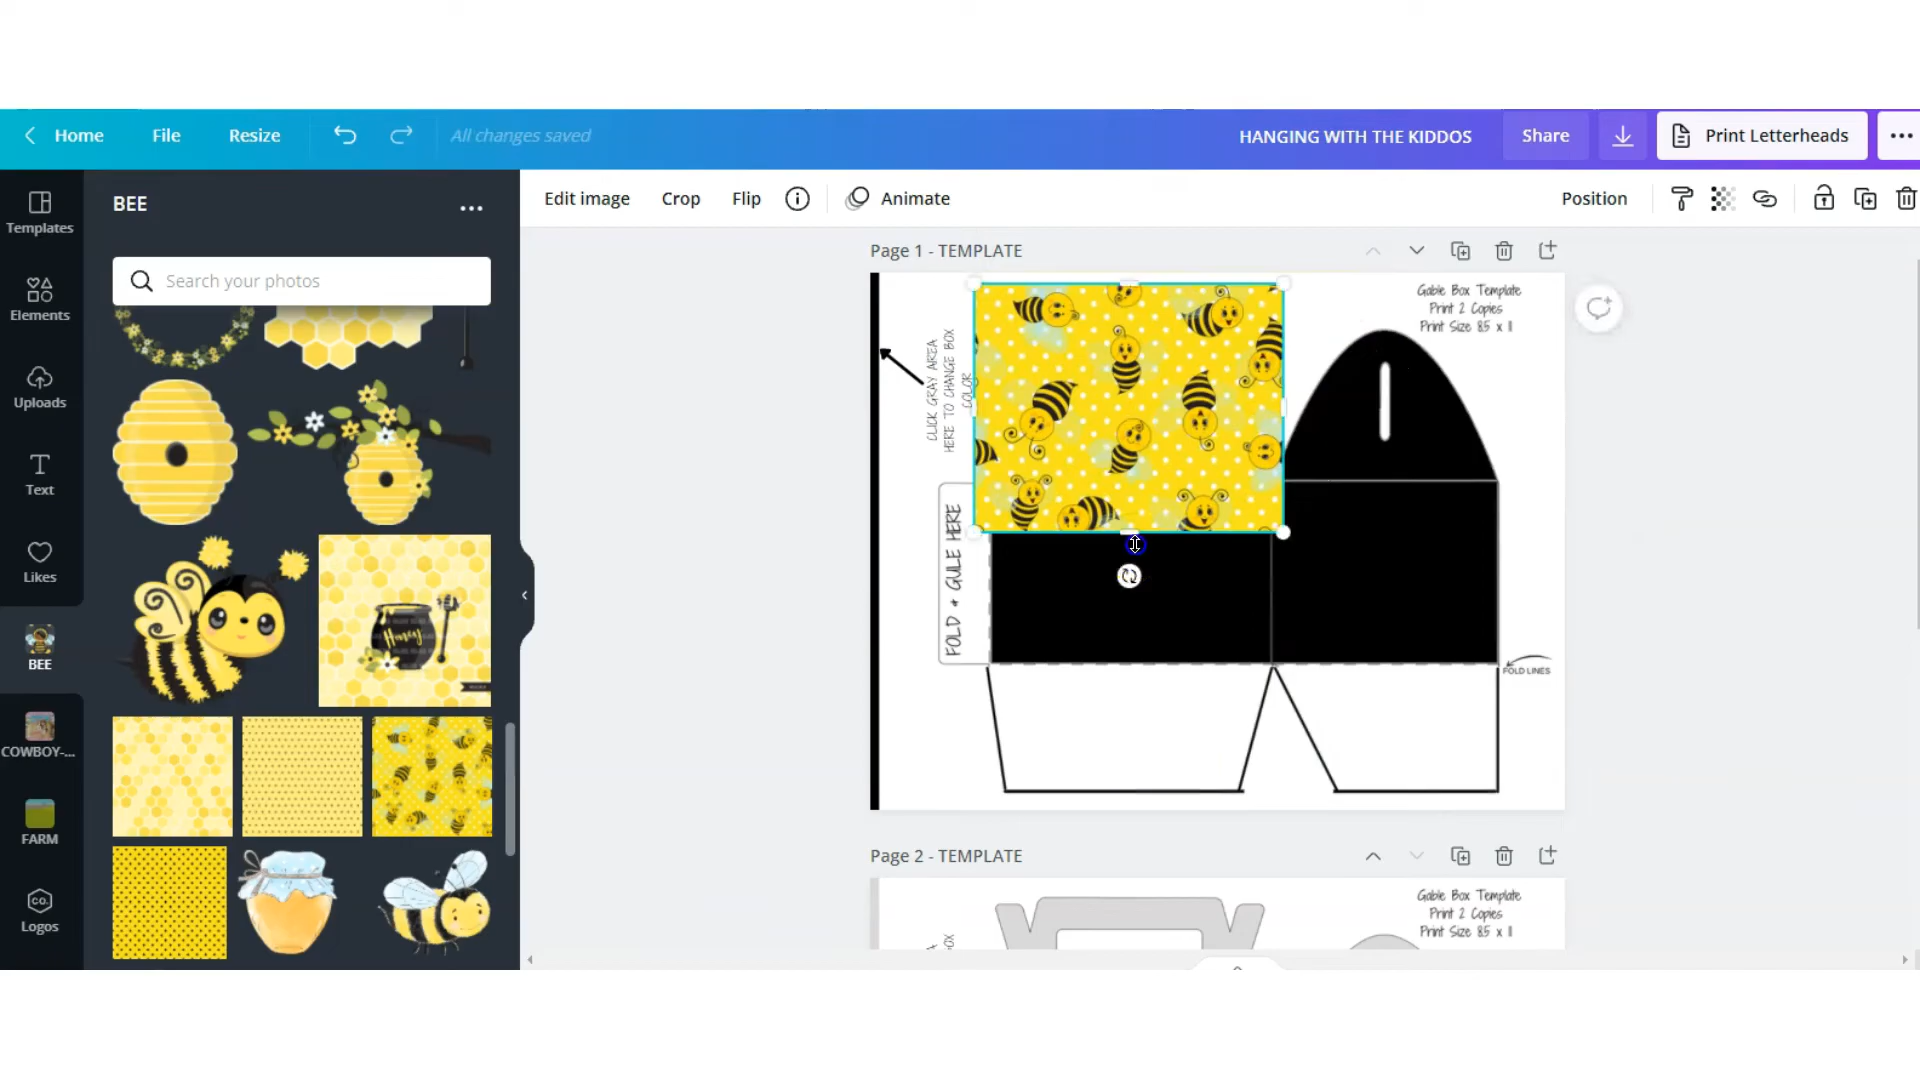 Home
File
Resize
All changes saved
HANGING WITH THE KIDDOS
Share
Print Letterheads
Templates
Elements
Uploads
Text
Likes
BEE
COWBOY-...
FARM
CO.
Logos
BEE
Search your photos
Honey
Edit image
Crop
Flip
Animate
Position
Page 1 - TEMPLATE
Gable Box Template
Print 2 Copies
Print Size 8.5 x 11
CLICK GRAY AREA
HERE TO CHANGE BOX
COLOR
FOLD + GULE HERE
FOLD LINES
Page 2 - TEMPLATE
Gable Box Template
Print 2 Copies
Print Size 8.5 x 11